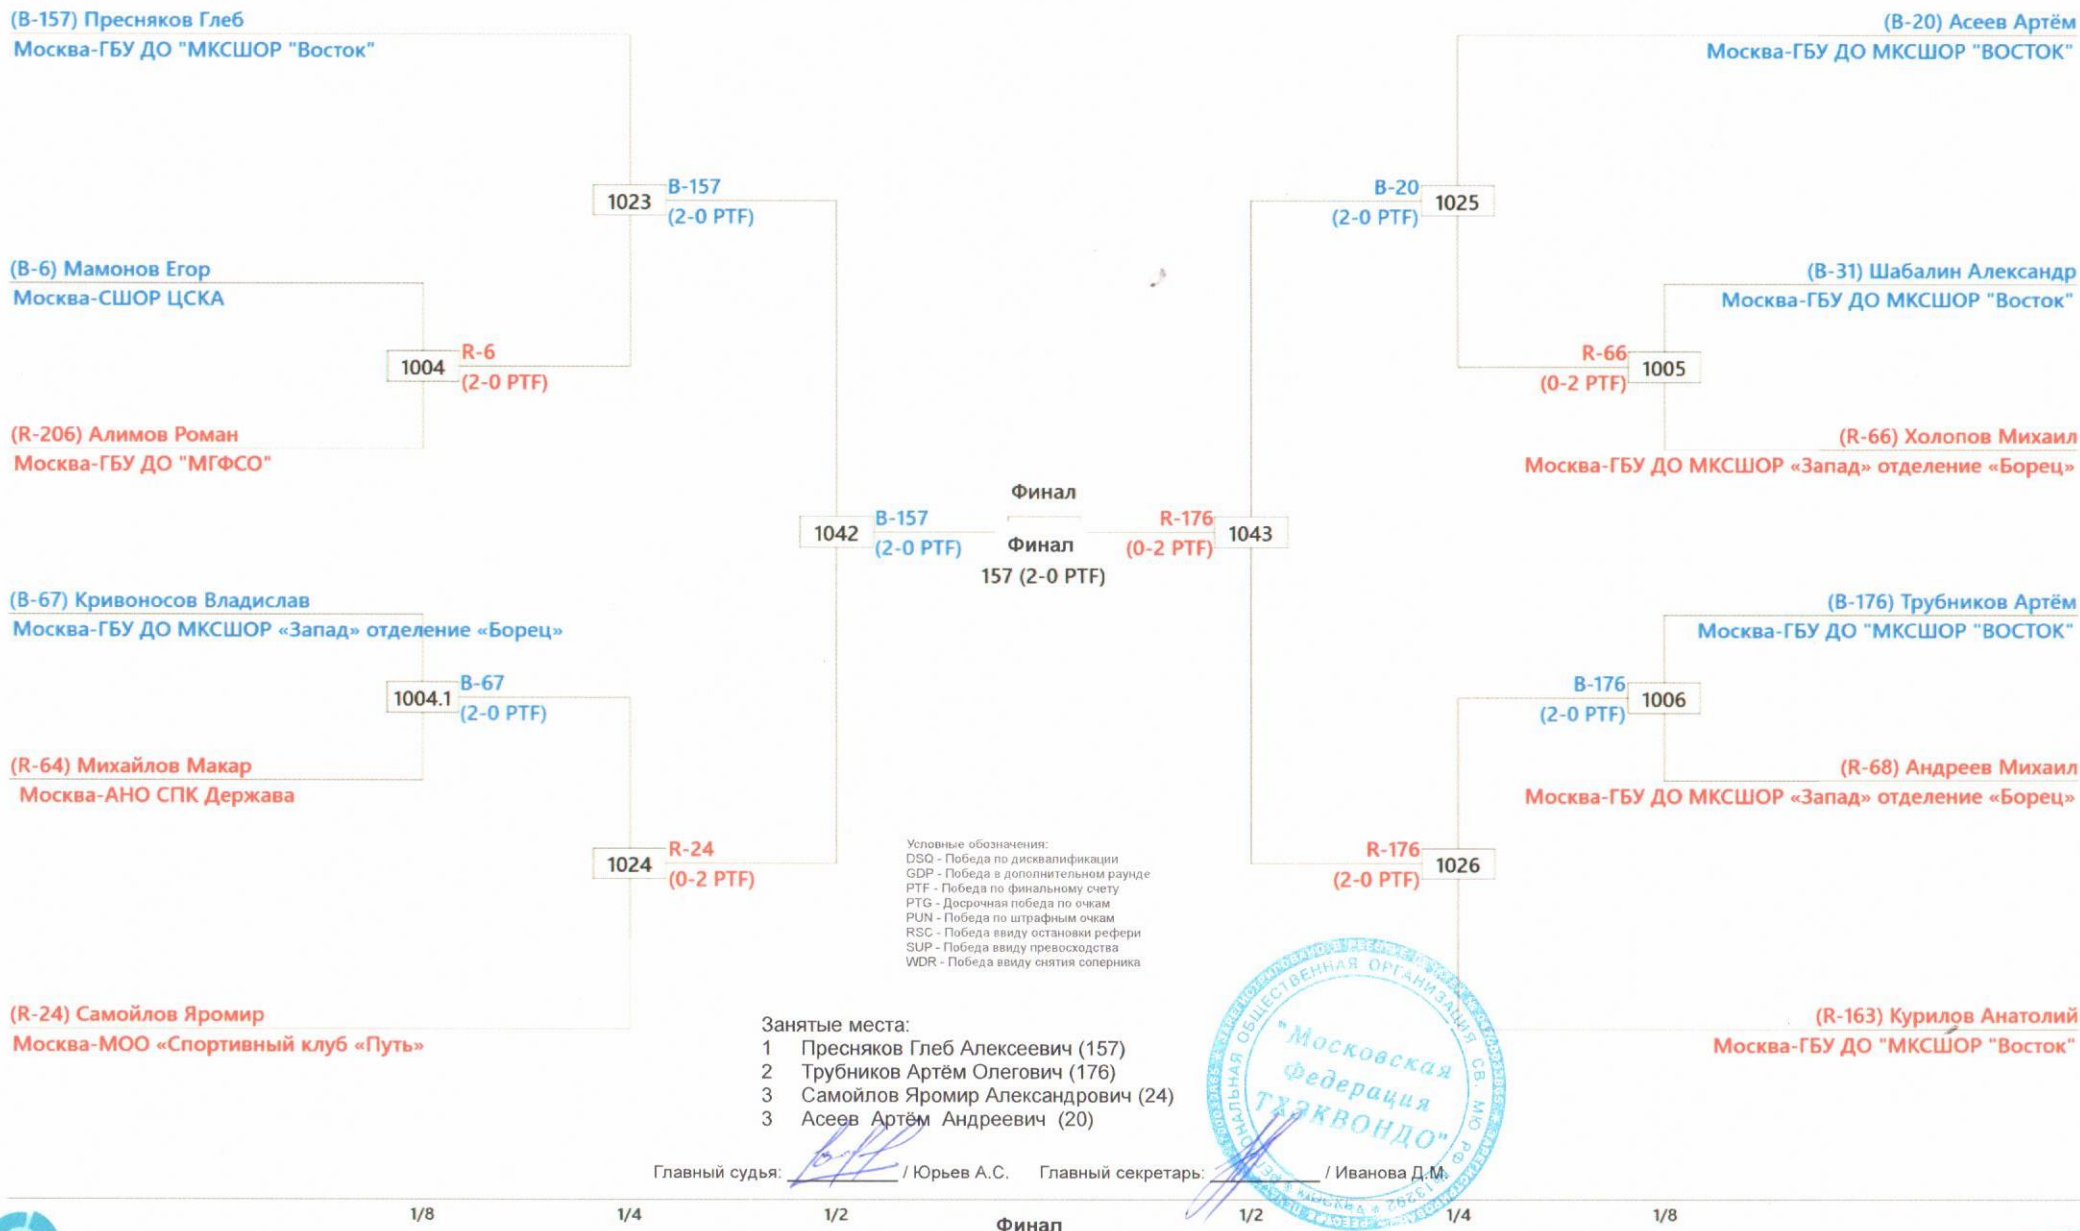 (B-157) Пресняков Глеб
Москва-ГБУ ДО "МКСШОР "Восток"
(B-20) Асеев Артём
Москва-ГБУ ДО МКСШОР "ВОСТОК"
1023
B-157
(2-0 PTF)
B-20
(2-0 PTF)
1025
(B-6) Мамонов Егор
Москва-СШОР ЦСКА
(B-31) Шабалин Александр
Москва-ГБУ ДО МКСШОР "Восток"
1004
R-6
(2-0 PTF)
R-66
(0-2 PTF)
1005
(R-206) Алимов Роман
Москва-ГБУ ДО "МГФСО"
(R-66) Холопов Михаил
Москва-ГБУ ДО МКСШОР «Запад» отделение «Борец»
1042
B-157
(2-0 PTF)
Финал
Финал
157 (2-0 PTF)
R-176
(0-2 PTF)
1043
(B-67) Кривоносов Владислав
Москва-ГБУ ДО МКСШОР «Запад» отделение «Борец»
(B-176) Трубников Артём
Москва-ГБУ ДО "МКСШОР "ВОСТОК"
1004.1
B-67
(2-0 PTF)
B-176
(2-0 PTF)
1006
(R-64) Михайлов Макар
Москва-АНО СПК Держава
(R-68) Андреев Михаил
Москва-ГБУ ДО МКСШОР «Запад» отделение «Борец»
1024
R-24
(0-2 PTF)
R-176
(2-0 PTF)
1026
Условные обозначения:
DSQ - Победа по дисквалификации
GDP - Победа в дополнительном раунде
PTF - Победа по финальному счету
PTG - Досрочная победа по очкам
PUN - Победа по штрафным очкам
RSC - Победа ввиду остановки рефери
SUP - Победа ввиду превосходства
WDR - Победа ввиду снятия соперника
(R-24) Самойлов Яромир
Москва-МОО «Спортивный клуб «Путь»
(R-163) Курилов Анатолий
Москва-ГБУ ДО "МКСШОР "Восток"
Занятые места:
1 Пресняков Глеб Алексеевич (157)
2 Трубников Артём Олегович (176)
3 Самойлов Яромир Александрович (24)
3 Асеев Артём Андреевич (20)
ОБЩЕСТВЕННАЯ ОРГАНИЗАЦИЯ
"Московская
Федерация
ТХЭКВОНДО"
Главный судья: / Юрьев А.С. Главный секретарь: / Иванова Д.М.
1/8 1/4 1/2 Финал 1/2 1/4 1/8